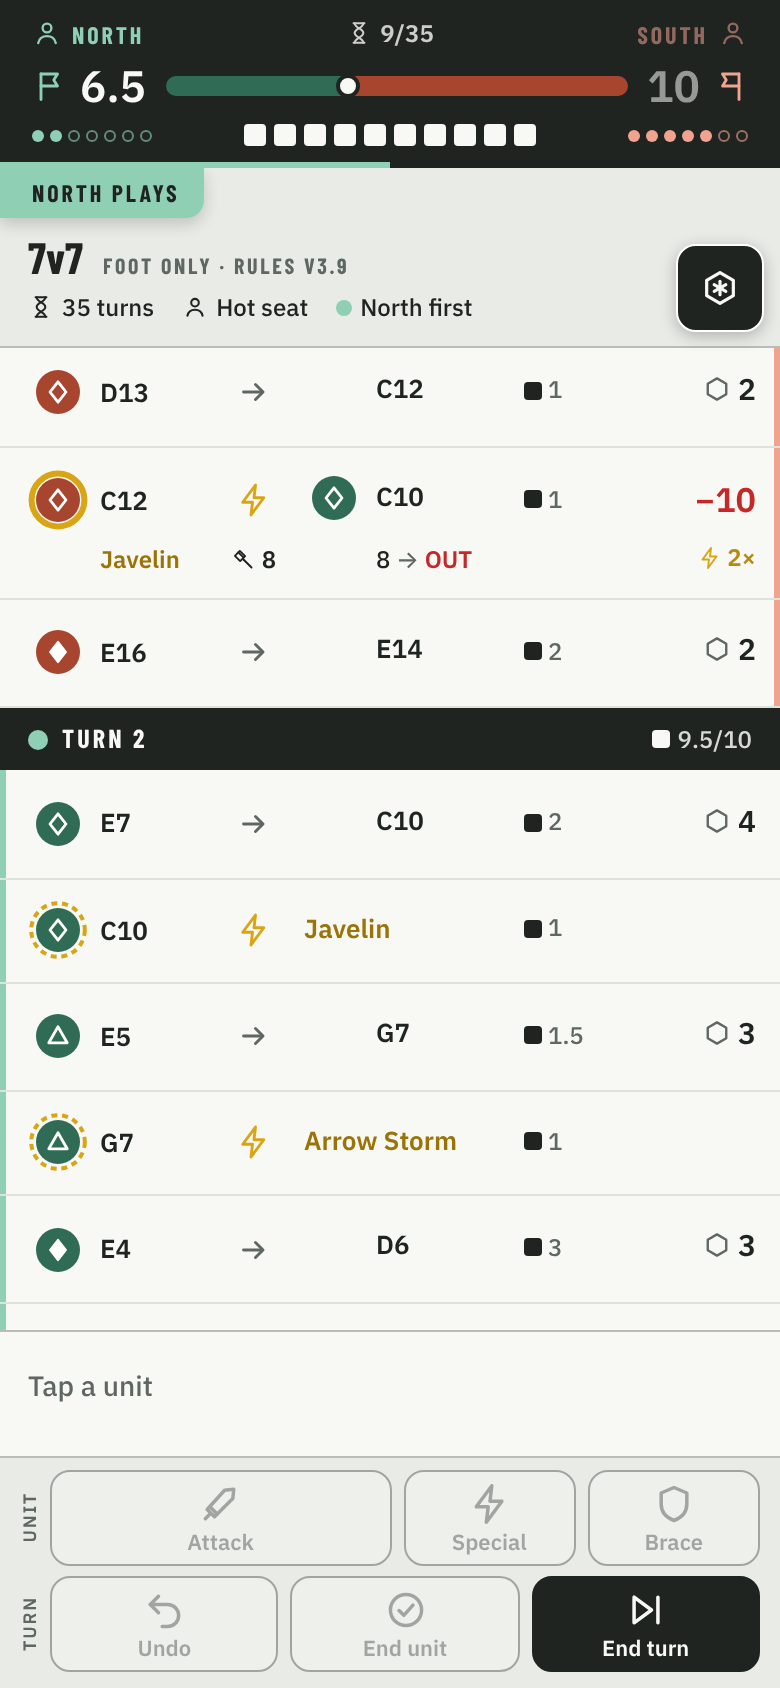 NORTH 9/35 SOUTH
6.5 10
NORTH PLAYS
7v7 FOOT ONLY · RULES V3.9
35 turns Hot seat North first
D13 → C12 1 2
C12 C10 1 −10
Javelin 8 8 → OUT 2×
E16 → E14 2 2
TURN 2 9.5/10
E7 → C10 2 4
C10 Javelin 1
E5 → G7 1.5 3
G7 Arrow Storm 1
E4 → D6 3 3
Tap a unit
UNIT
Attack Special Brace
TURN
Undo End unit End turn